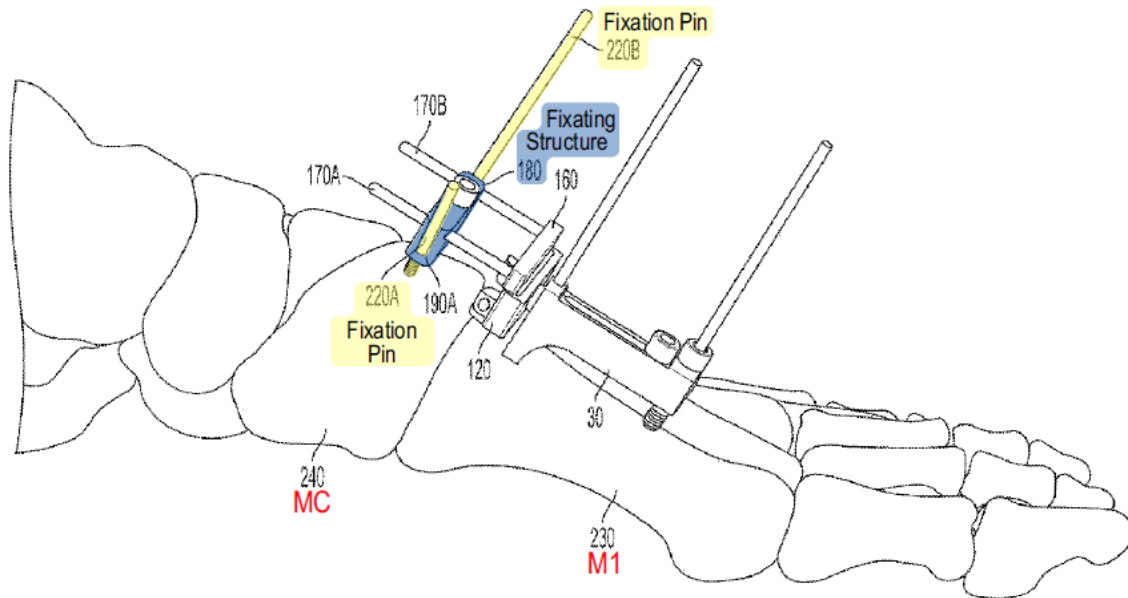 Fixation Pin
220B
170B
Fixating
Structure
180
170A
160
220A
190A
Fixation
Pin
120
30
240
MC
230
M1